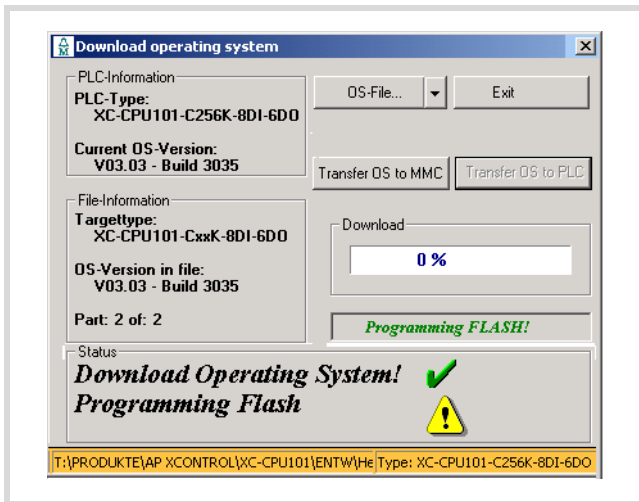 Download operating system
PLC-Information
PLC-Type:
XC-CPU101-C256K-8DI-6DO
Current OS-Version:
V03.03 - Build 3035
OS-File...
Exit
Transfer OS to MMC
Transfer OS to PLC
File-Information
Targettype:
XC-CPU101-CxxK-8DI-6DO
OS-Version in file:
V03.03 - Build 3035
Part: 2 of: 2
Download
0 %
Programming FLASH!
Status
Download Operating System!
Programming Flash
T:\PRODUKTE\AP XCONTROL\XC-CPU101\ENTW\He
Type: XC-CPU101-C256K-8DI-6DO